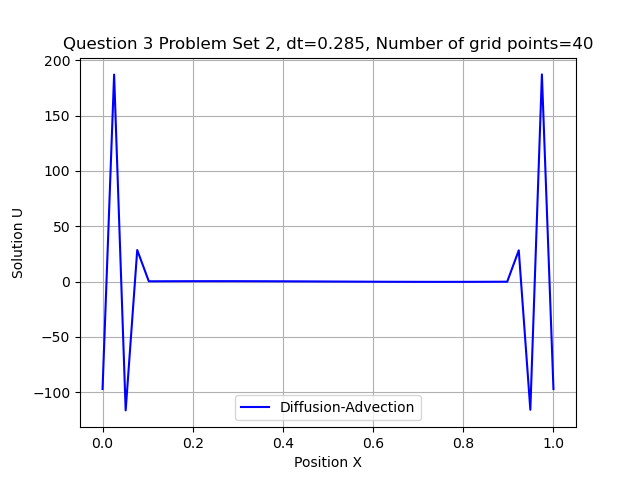 Question 3 Problem Set 2, dt=0.285, Number of grid points=40
200
150
100
50
0
−50
−100
Solution U
Diffusion-Advection
0.0 0.2 0.4 0.6 0.8 1.0
Position X